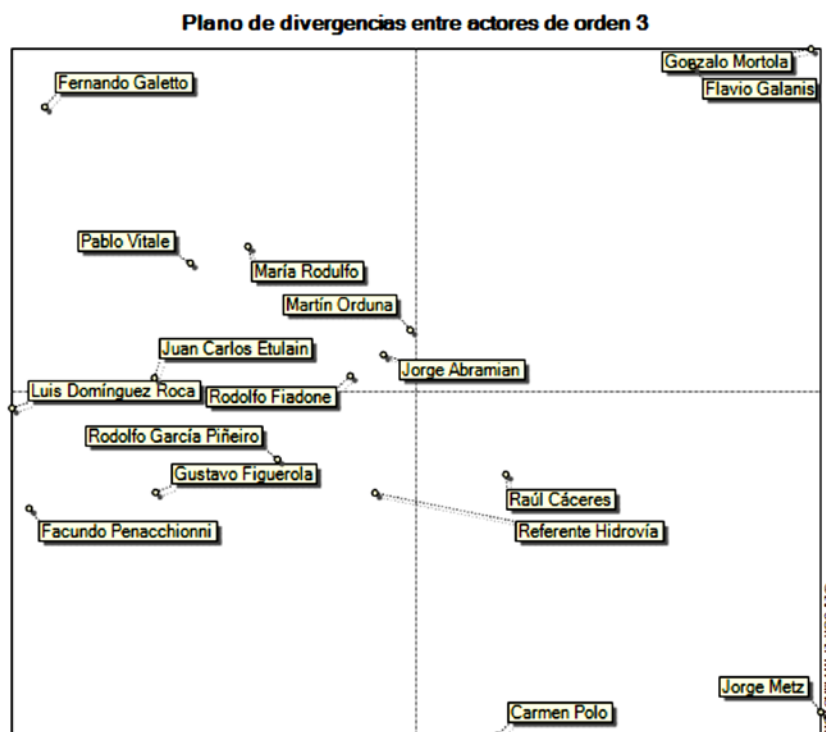 Plano de divergencias entre actores de orden 3
Gonzalo Mortola
Fernando Galetto
Flavio Galanis
Pablo Vitale
María Rodulfo
Martín Orduna
Juan Carlos Etulain
Jorge Abramian
Luis Domínguez Roca
Rodolfo Fiadone
Rodolfo García Piñeiro
Gustavo Figuerola
Raúl Cáceres
Facundo Penacchionni
Referente Hidrovía
Jorge Metz
Carmen Polo